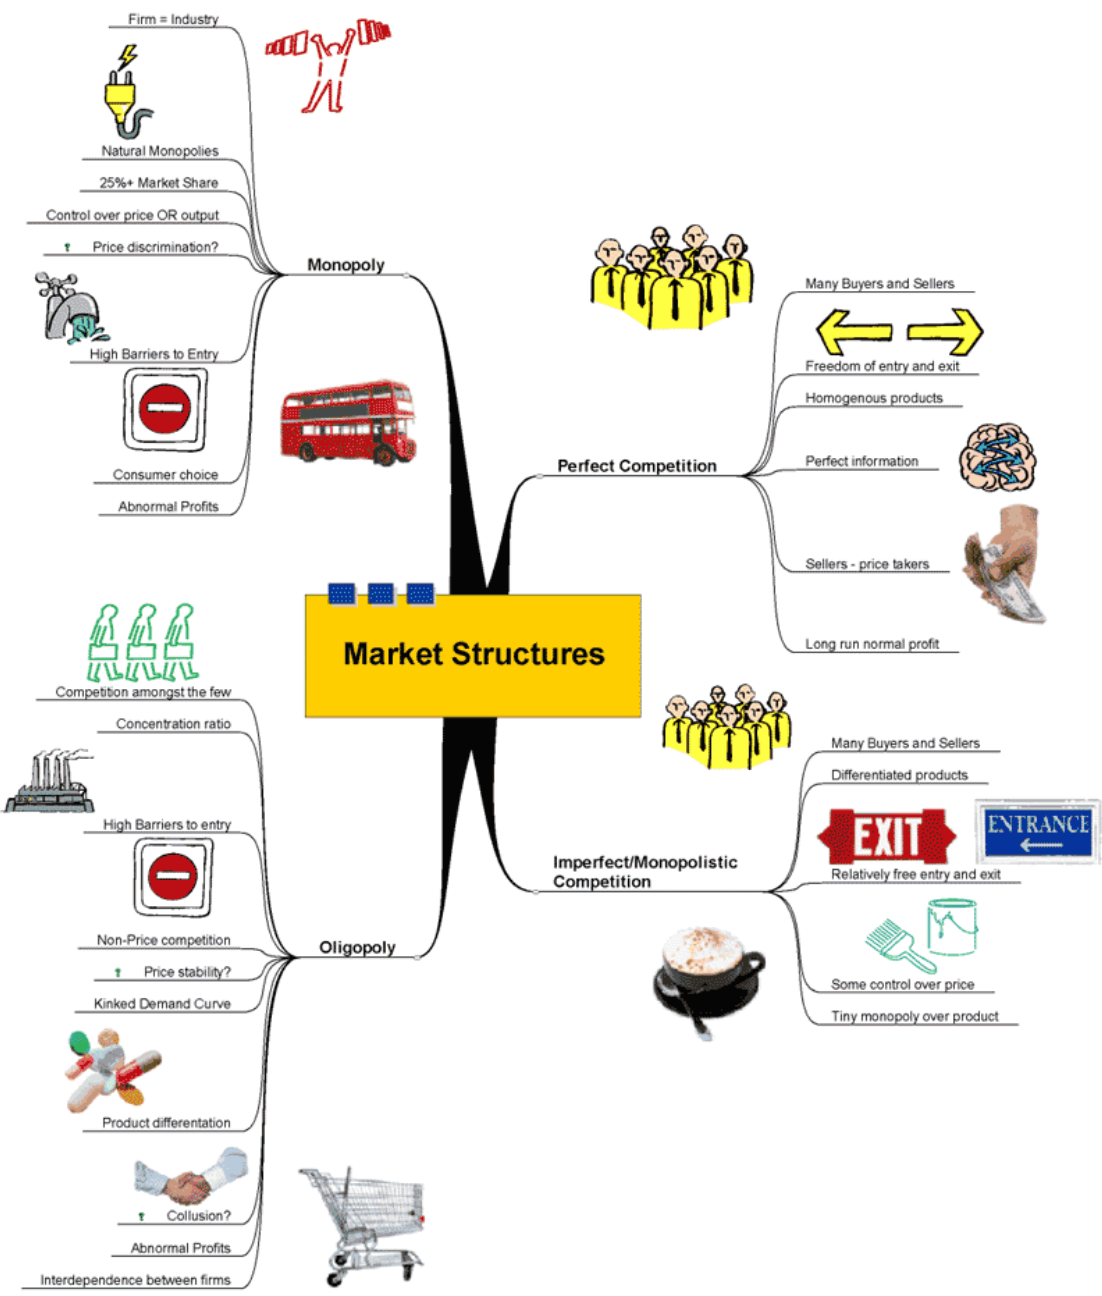 Firm = Industry
Natural Monopolies
25%+ Market Share
Control over price OR output
Price discrimination?
Monopoly
High Barriers to Entry
Consumer choice
Abnormal Profits
Many Buyers and Sellers
Freedom of entry and exit
Homogenous products
Perfect information
Perfect Competition
Sellers - price takers
Long run normal profit
Market Structures
Competition amongst the few
Concentration ratio
High Barriers to entry
Non-Price competition
Oligopoly
Price stability?
Kinked Demand Curve
Product differentation
Collusion?
Abnormal Profits
Interdependence between firms
Many Buyers and Sellers
Differentiated products
EXIT
ENTRANCE
Imperfect/Monopolistic
Competition
Relatively free entry and exit
Some control over price
Tiny monopoly over product